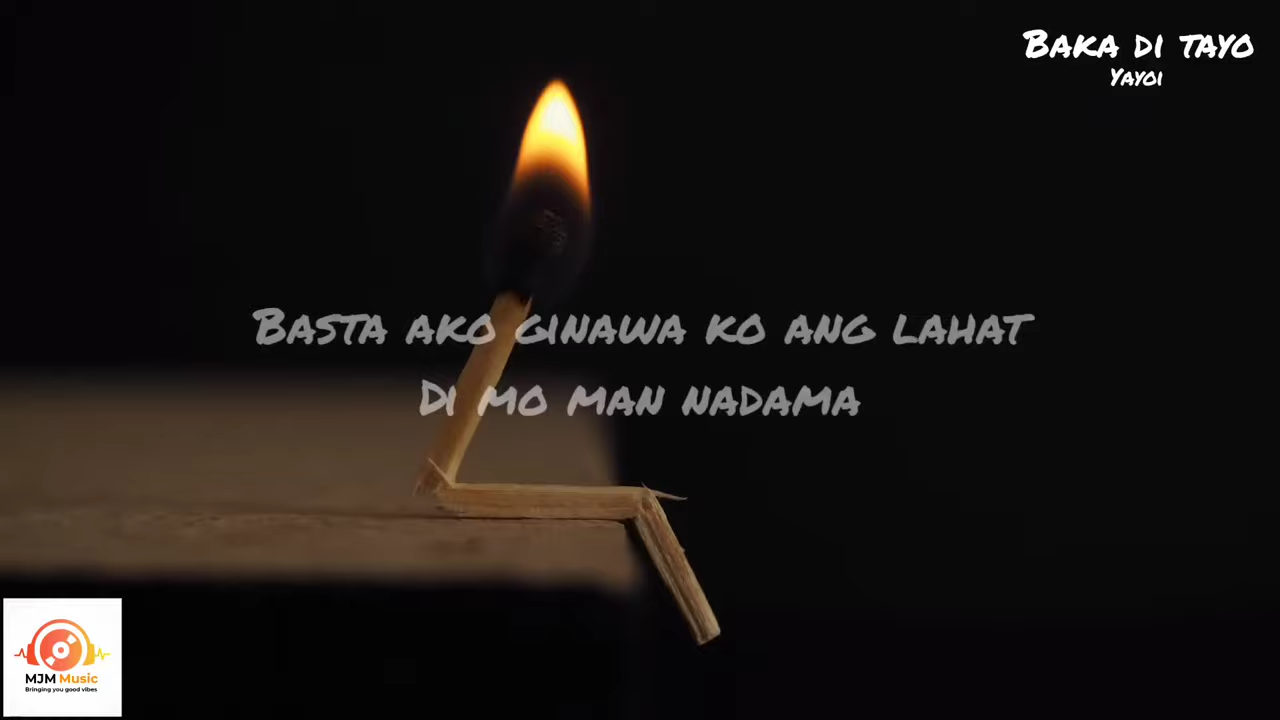 Baka di tayo
Yayoi
Basta ako ginawa ko ang lahat
Di mo man nadama
MJM Music
Bringing you good vibes